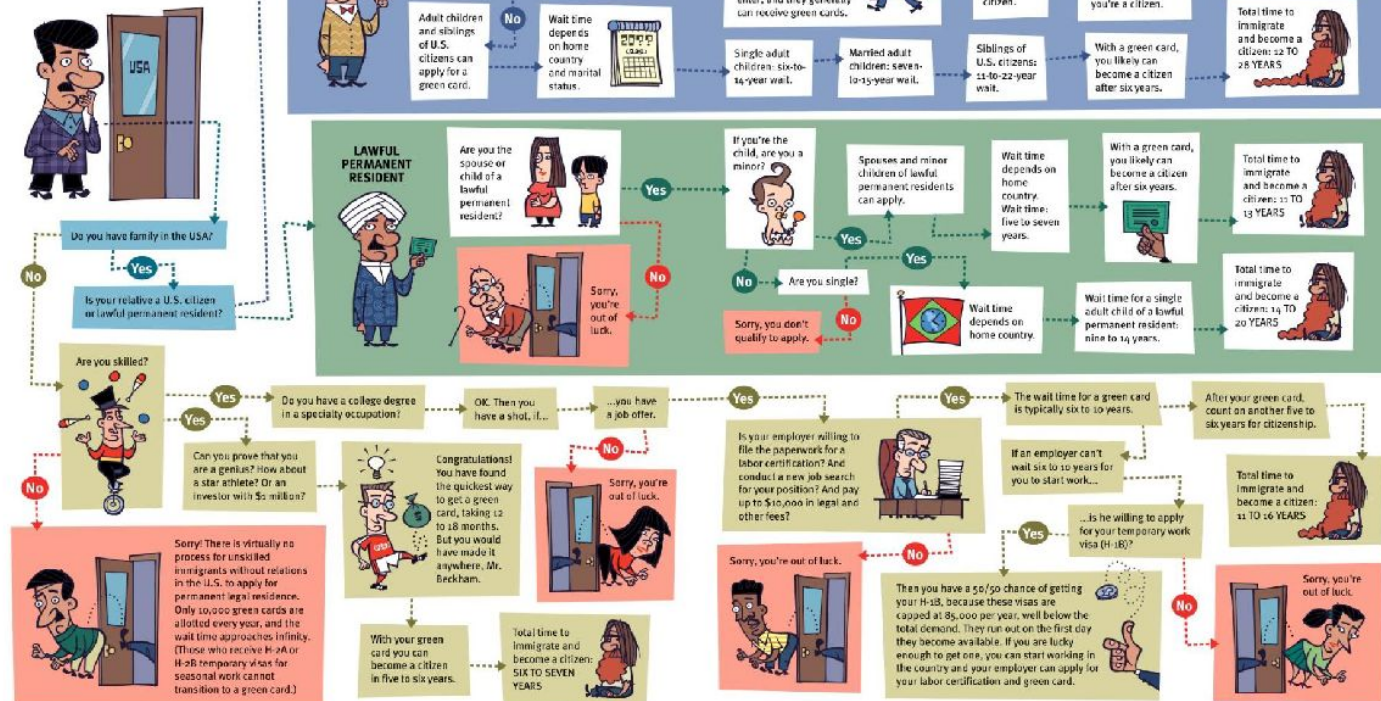 enter, and they generally
can receive green cards.
citizen.
you're a citizen.
No
Adult children
and siblings
of U.S.
citizens can
apply for a
green card.
Wait time
depends
on home
country
and marital
status.
20??
Single adult
children: six-to-
14-year wait.
Married adult
children: seven-
to-15-year wait.
Siblings of
U.S. citizens:
11-to-22-year
wait.
With a green card,
you likely can
become a citizen
after six years.
Total time to
immigrate
and become a
citizen: 12 TO
28 YEARS
USA
Do you have family in the USA?
No
Yes
Is your relative a U.S. citizen
or lawful permanent resident?
LAWFUL
PERMANENT
RESIDENT
Are you the
spouse or
child of a
lawful
permanent
resident?
Yes
No
Sorry,
you're
out of
luck.
If you're the
child, are you a
minor?
Yes
Spouses and minor
children of lawful
permanent residents
can apply.
Wait time
depends on
home
country.
Wait time:
five to seven
years.
With a green card,
you likely can
become a citizen
after six years.
Total time to
immigrate
and become a
citizen: 11 TO
13 YEARS
No
Are you single?
Yes
No
Sorry, you don't
qualify to apply.
Wait time
depends on
home country.
Wait time for a single
adult child of a lawful
permanent resident:
nine to 14 years.
Total time to
immigrate
and become a
citizen: 14 TO
20 YEARS
Are you skilled?
Yes
Do you have a college degree
in a specialty occupation?
OK. Then you
have a shot, if...
...you have
a job offer.
No
Sorry, you're
out of luck.
Yes
Can you prove that you
are a genius? How about
a star athlete? Or an
investor with $1 million?
Congratulations!
You have found
the quickest way
to get a green
card, taking 12
to 18 months.
But you would
have made it
anywhere, Mr.
Beckham.
With your green
card you can
become a citizen
in five to six years.
Total time to
immigrate and
become a citizen:
SIX TO SEVEN
YEARS
No
Sorry! There is virtually no
process for unskilled
immigrants without relations
in the U.S. to apply for
permanent legal residence.
Only 10,000 green cards are
allotted every year, and the
wait time approaches infinity.
(Those who receive H-2A or
H-2B temporary visas for
seasonal work cannot
transition to a green card.)
Yes
Is your employer willing to
file the paperwork for a
labor certification? And
conduct a new job search
for your position? And pay
up to $10,000 in legal and
other fees?
No
Sorry, you're out of luck.
Yes
The wait time for a green card
is typically six to 10 years.
After your green card,
count on another five to
six years for citizenship.
Total time to
immigrate and
become a citizen:
11 TO 16 YEARS
If an employer can't
wait six to 10 years for
you to start work...
...is he willing to apply
for your temporary work
visa (H-1B)?
Yes
Then you have a 50/50 chance of getting
your H-1B, because these visas are
capped at 85,000 per year, well below the
total demand. They run out on the first day
they become available. If you are lucky
enough to get one, you can start working in
the country and your employer can apply for
your labor certification and green card.
No
Sorry, you're
out of luck.